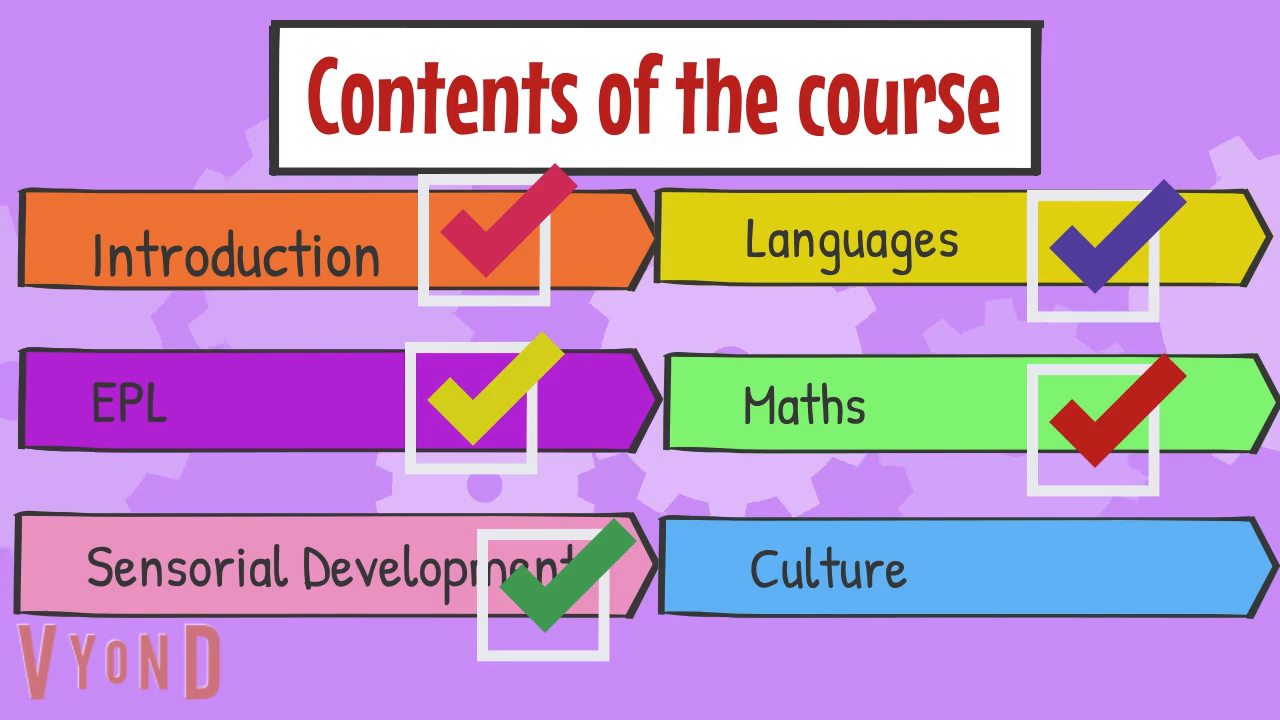 Contents of the course
Introduction
Languages
EPL
Maths
Sensorial Development
Culture
VYOND